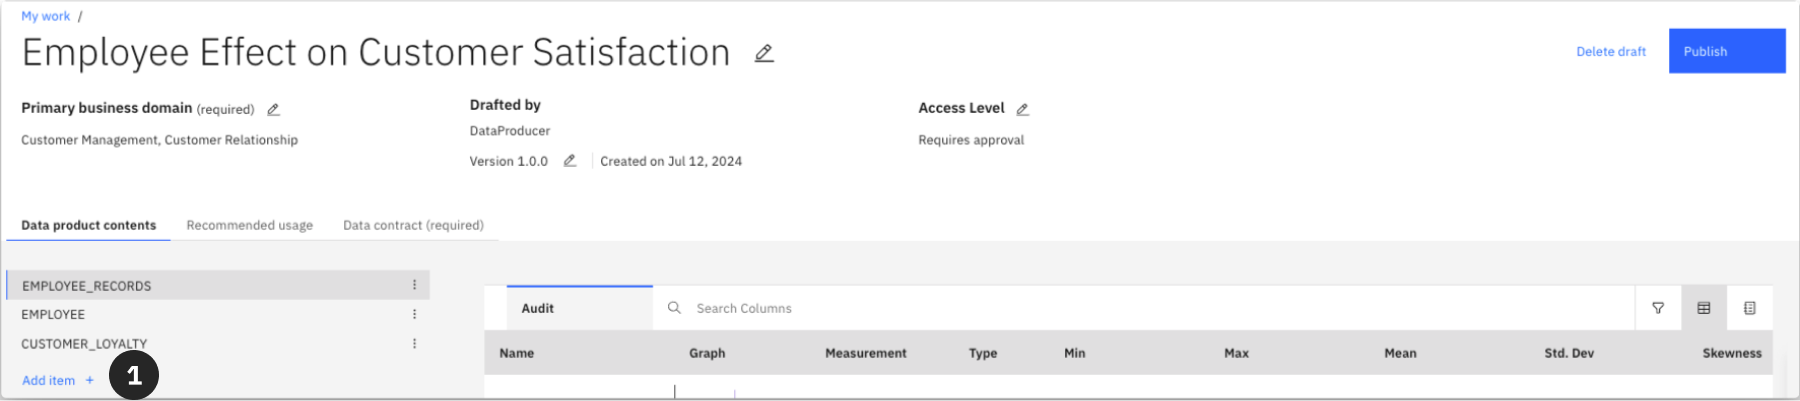 My work /
Employee Effect on Customer Satisfaction
Delete draft
Publish
Primary business domain (required)
Customer Management, Customer Relationship
Drafted by
DataProducer
Version 1.0.0
Created on Jul 12, 2024
Access Level
Requires approval
Data product contents
Recommended usage
Data contract (required)
EMPLOYEE_RECORDS
EMPLOYEE
CUSTOMER_LOYALTY
Add item +
1
Audit
Search Columns
Name Graph Measurement Type Min Max Mean Std. Dev Skewness